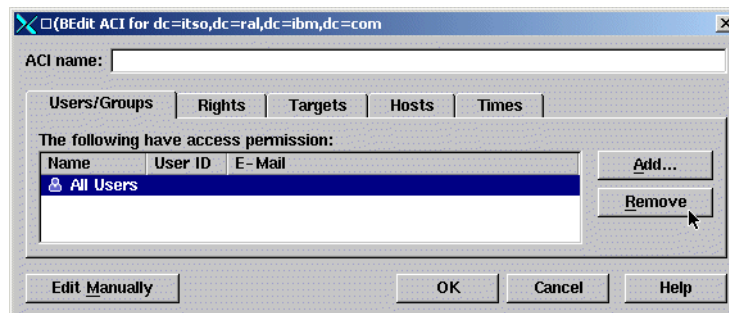 □(BEdit ACI for dc=itso,dc=ral,dc=ibm,dc=com
ACI name:
Users/Groups Rights Targets Hosts Times
The following have access permission:
Name User ID E-Mail
All Users
Add...
Remove
Edit Manually OK Cancel Help